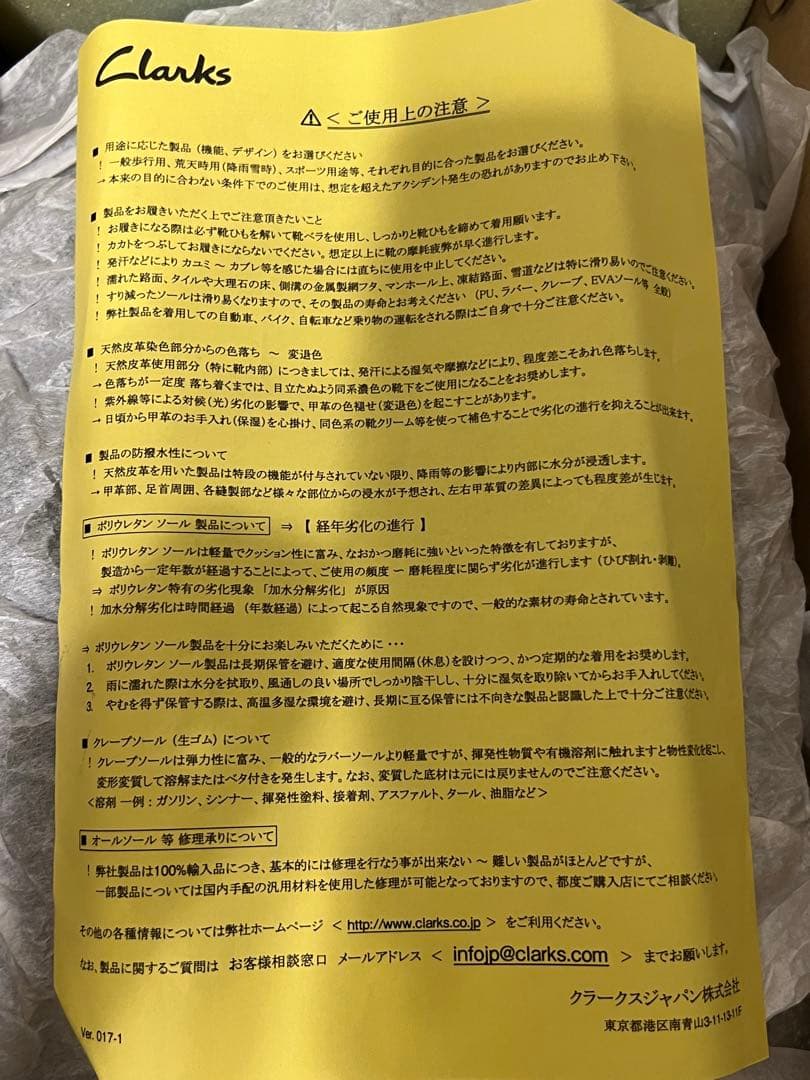 Clarks
⚠ < ご使用上の注意 >
■ 用途に応じた製品（機能、デザイン）をお選びください
！一般歩行用、荒天時用（降雨雪時）、スポーツ用途等、それぞれ目的に合った製品をお選びください。
→ 本来の目的に合わない条件下でのご使用は、想定を超えたアクシデント発生の恐れがありますのでお止め下さい。
■ 製品をお履きいただく上でご注意頂きたいこと
！お履きになる際は必ず靴ひもを解いて靴ベラを使用し、しっかりと靴ひもを締めて着用願います。
！カカトをつぶしてお履きにならないでください。想定以上に靴の摩耗疲弊が早く進行します。
！発汗などにより カユミ ～ カブレ等を感じた場合には直ちに使用を中止してください。
！濡れた路面、タイルや大理石の床、側溝の金属製網フタ、マンホール上、凍結路面、雪道などは特に滑り易いのでご注意ください。
！すり減ったソールは滑り易くなりますので、その製品の寿命とお考えください（PU、ラバー、クレープ、EVAソール等 全般）
！弊社製品を着用しての自動車、バイク、自転車など乗り物の運転をされる際はご自身で十分ご注意ください。
■ 天然皮革染色部分からの色落ち ～ 変退色
！天然皮革使用部分（特に靴内部）につきましては、発汗による湿気や摩擦などにより、程度差こそあれ色落ちします。
→ 色落ちが一定度 落ち着くまでは、目立たぬよう同系濃色の靴下をご使用になることをお奨めします。
！紫外線等による対候（光）劣化の影響で、甲革の色褪せ（変退色）を起こすことがあります。
→ 日頃から甲革のお手入れ（保湿）を心掛け、同色系の靴クリーム等を使って補色することで劣化の進行を抑えることが出来ます。
■ 製品の防撥水性について
！天然皮革を用いた製品は特段の機能が付与されていない限り、降雨等の影響により内部に水分が浸透します。
→ 甲革部、足首周囲、各縫製部など様々な部位からの浸水が予想され、左右甲革質の差異によっても程度差が生じます。
■ ポリウレタン ソール 製品について ⇒ 【 経年劣化の進行 】
！ポリウレタン ソールは軽量でクッション性に富み、なおかつ磨耗に強いといった特徴を有しておりますが、
製造から一定年数が経過することによって、ご使用の頻度 ～ 磨耗程度に関らず劣化が進行します（ひび割れ・剥離）。
⇒ ポリウレタン特有の劣化現象 「加水分解劣化」 が原因
！加水分解劣化は時間経過（年数経過）によって起こる自然現象ですので、一般的な素材の寿命とされています。
⇒ ポリウレタン ソール製品を十分にお楽しみいただくために ・・・
1. ポリウレタン ソール製品は長期保管を避け、適度な使用間隔（休息）を設けつつ、かつ定期的な着用をお奨めします。
2. 雨に濡れた際は水分を拭取り、風通しの良い場所でしっかり陰干しし、十分に湿気を取り除いてからお手入れしてください。
3. やむを得ず保管する際は、高温多湿な環境を避け、長期に亘る保管には不向きな製品と認識した上で十分ご注意ください。
■ クレープソール（生ゴム）について
！クレープソールは弾力性に富み、一般的なラバーソールより軽量ですが、揮発性物質や有機溶剤に触れますと物性変化を起こし、
変形変質して溶解またはベタ付きを発生します。なお、変質した底材は元には戻りませんのでご注意ください。
<溶剤 一例：ガソリン、シンナー、揮発性塗料、接着剤、アスファルト、タール、油脂など>
■ オールソール 等 修理承りについて
！弊社製品は100%輸入品につき、基本的には修理を行なう事が出来ない ～ 難しい製品がほとんどですが、
一部製品については国内手配の汎用材料を使用した修理が可能となっておりますので、都度ご購入店にてご相談ください。
その他の各種情報については弊社ホームページ < http://www.clarks.co.jp > をご利用ください。
なお、製品に関するご質問は お客様相談窓口 メールアドレス < infojp@clarks.com > までお願いします。
クラークスジャパン株式会社
東京都港区南青山3-11-13-11F
Ver. 017-1